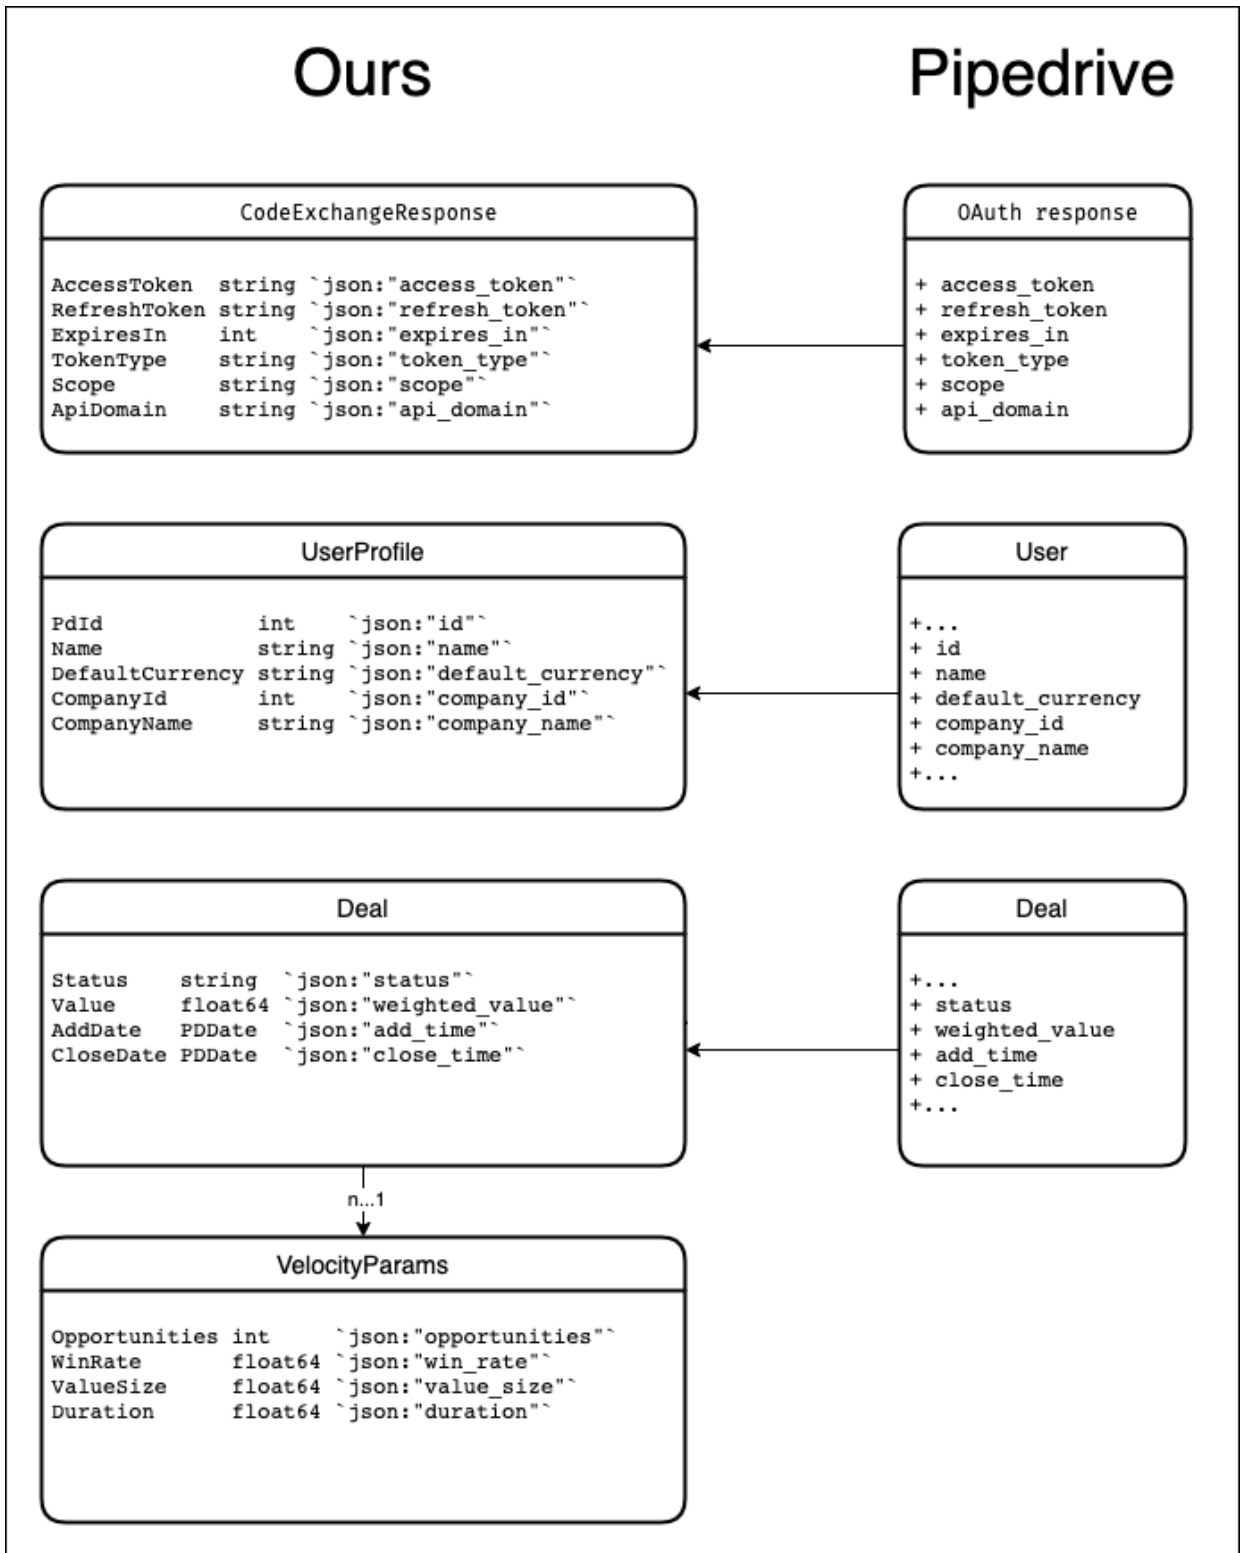 Ours
Pipedrive
CodeExchangeResponse
AccessToken  string `json:"access_token"`
RefreshToken string `json:"refresh_token"`
ExpiresIn    int    `json:"expires_in"`
TokenType    string `json:"token_type"`
Scope        string `json:"scope"`
ApiDomain    string `json:"api_domain"`
OAuth response
+ access_token
+ refresh_token
+ expires_in
+ token_type
+ scope
+ api_domain
UserProfile
PdId            int    `json:"id"`
Name            string `json:"name"`
DefaultCurrency string `json:"default_currency"`
CompanyId       int    `json:"company_id"`
CompanyName     string `json:"company_name"`
User
+...
+ id
+ name
+ default_currency
+ company_id
+ company_name
+...
Deal
Status    string  `json:"status"`
Value     float64 `json:"weighted_value"`
AddDate   PDDate  `json:"add_time"`
CloseDate PDDate  `json:"close_time"`
Deal
+...
+ status
+ weighted_value
+ add_time
+ close_time
+...
n...1
VelocityParams
Opportunities int     `json:"opportunities"`
WinRate       float64 `json:"win_rate"`
ValueSize     float64 `json:"value_size"`
Duration      float64 `json:"duration"`